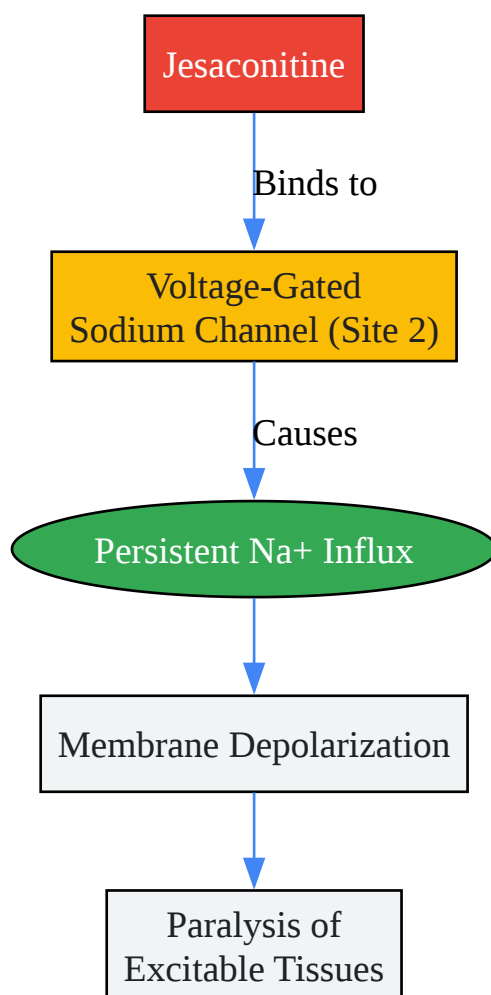 Jesaconitine
Binds to
Voltage-Gated
Sodium Channel (Site 2)
Causes
Persistent Na+ Influx
Membrane Depolarization
Paralysis of
Excitable Tissues